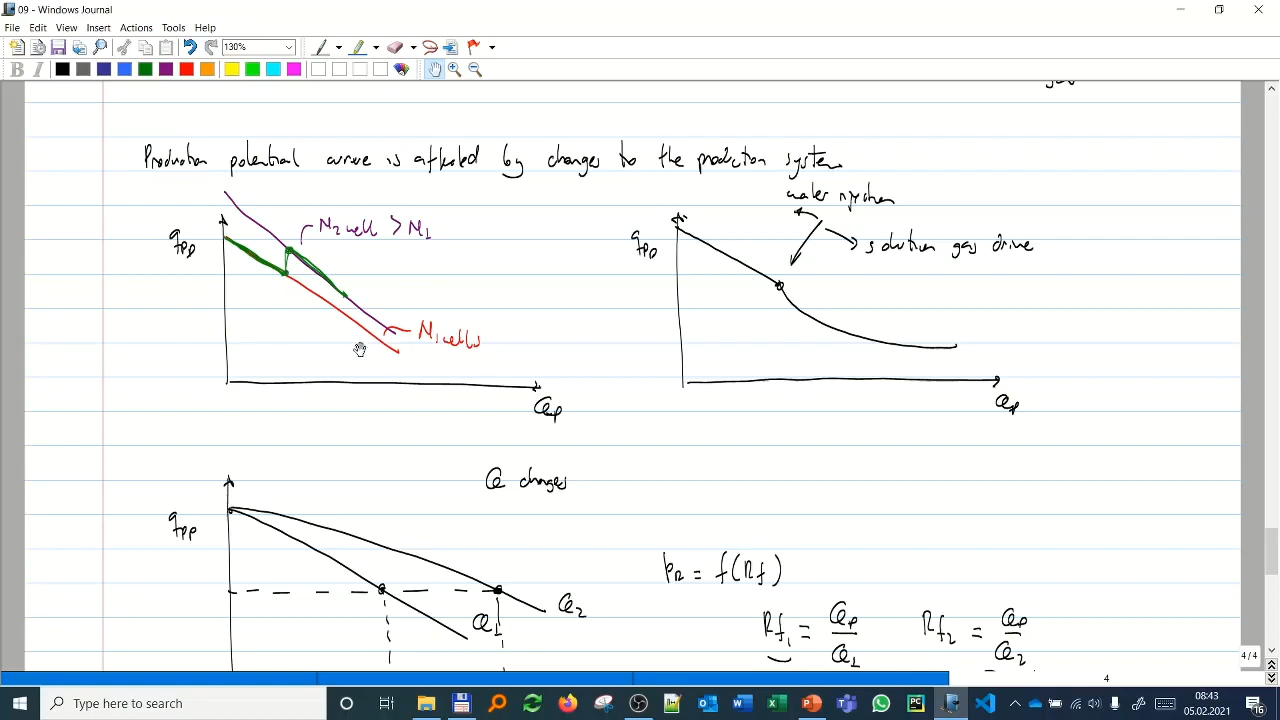 09 - Windows Journal
File Edit View Insert Actions Tools Help
130%
B I
Production potential curve is affected by changes to the production system
water injection
N2 well > N1
qpp
qpp
solution gas drive
N1 wells
Qp
Qp
Q changes
qpp
pR = f(Rf)
Q2
Q1
Rf1 = Qp/Q1 Rf2 = Qp/Q2
4/4
4
Type here to search
08:43
05.02.2021
16